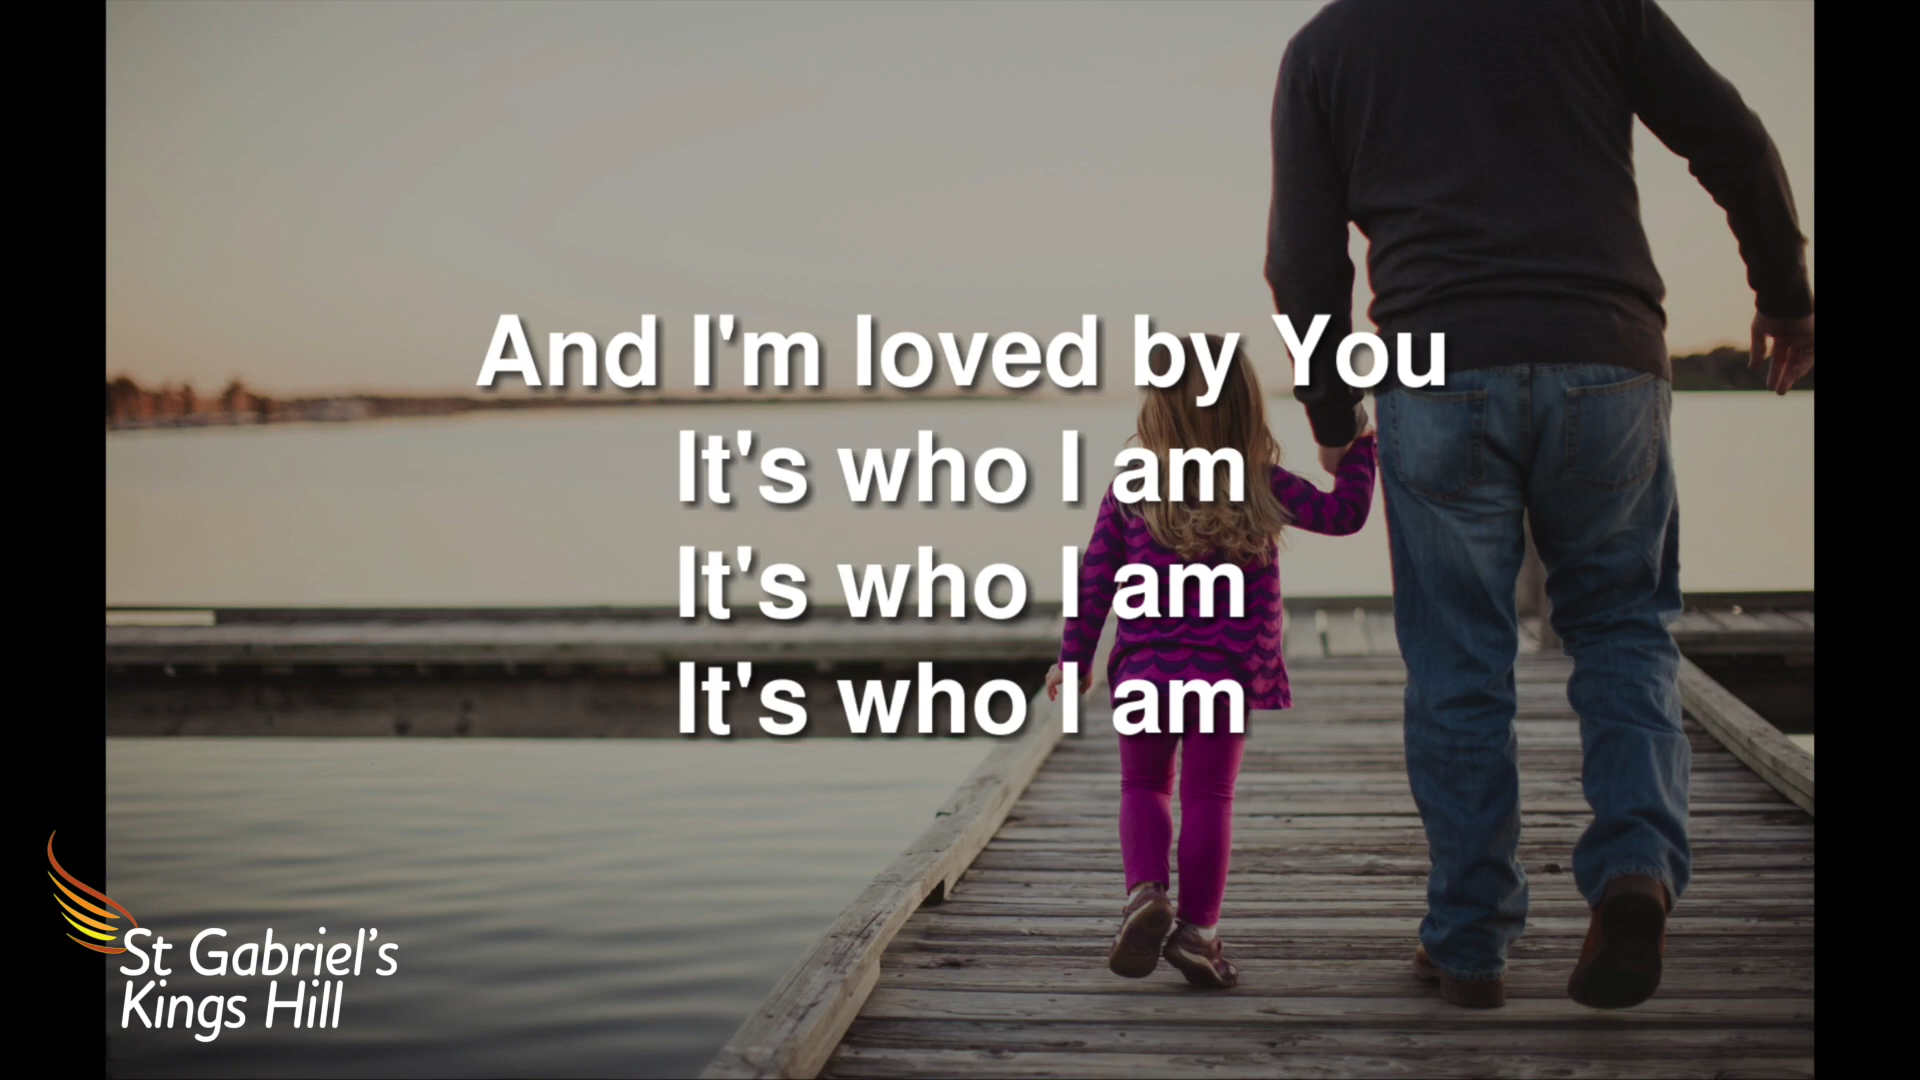 And I'm loved by You
It's who I am
It's who I am
It's who I am
St Gabriel's
Kings Hill